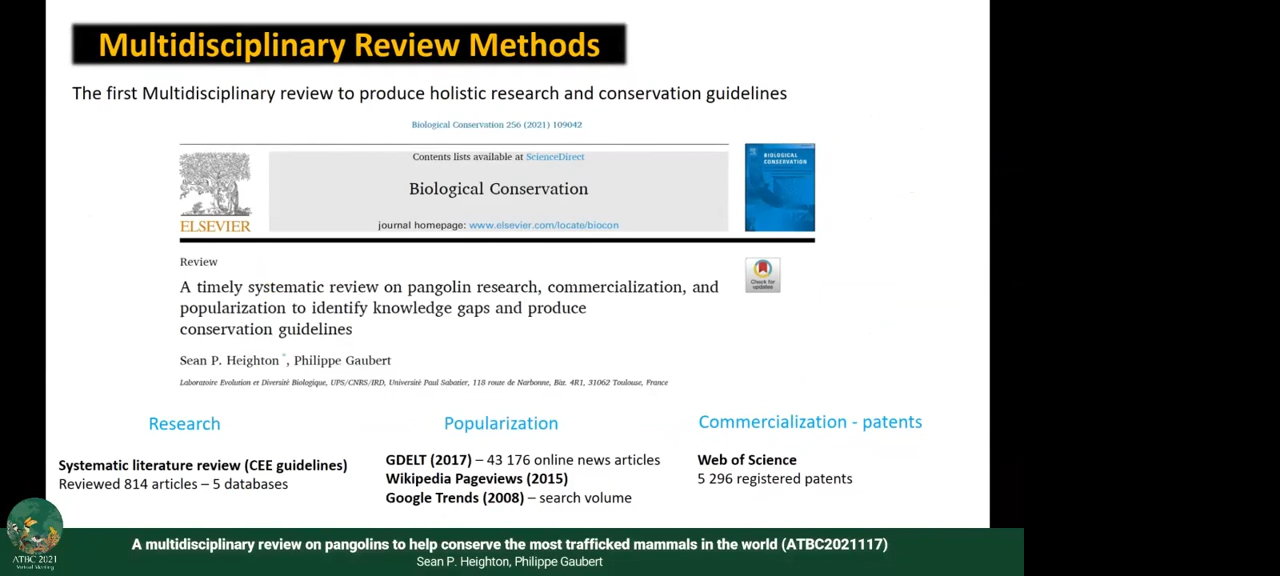 Multidisciplinary Review Methods
The first Multidisciplinary review to produce holistic research and conservation guidelines
Biological Conservation 256 (2021) 109042
Contents lists available at ScienceDirect
Biological Conservation
journal homepage: www.elsevier.com/locate/biocon
ELSEVIER
BIOLOGICAL
CONSERVATION
Review
Check for
updates
A timely systematic review on pangolin research, commercialization, and
popularization to identify knowledge gaps and produce
conservation guidelines
Sean P. Heighton *, Philippe Gaubert
Laboratoire Evolution et Diversité Biologique, UPS/CNRS/IRD, Université Paul Sabatier, 118 route de Narbonne, Bât. 4R1, 31062 Toulouse, France
Research
Systematic literature review (CEE guidelines)
Reviewed 814 articles – 5 databases
Popularization
GDELT (2017) – 43 176 online news articles
Wikipedia Pageviews (2015)
Google Trends (2008) – search volume
Commercialization - patents
Web of Science
5 296 registered patents
ATBC 2021
Virtual Meeting
A multidisciplinary review on pangolins to help conserve the most trafficked mammals in the world (ATBC2021117)
Sean P. Heighton, Philippe Gaubert